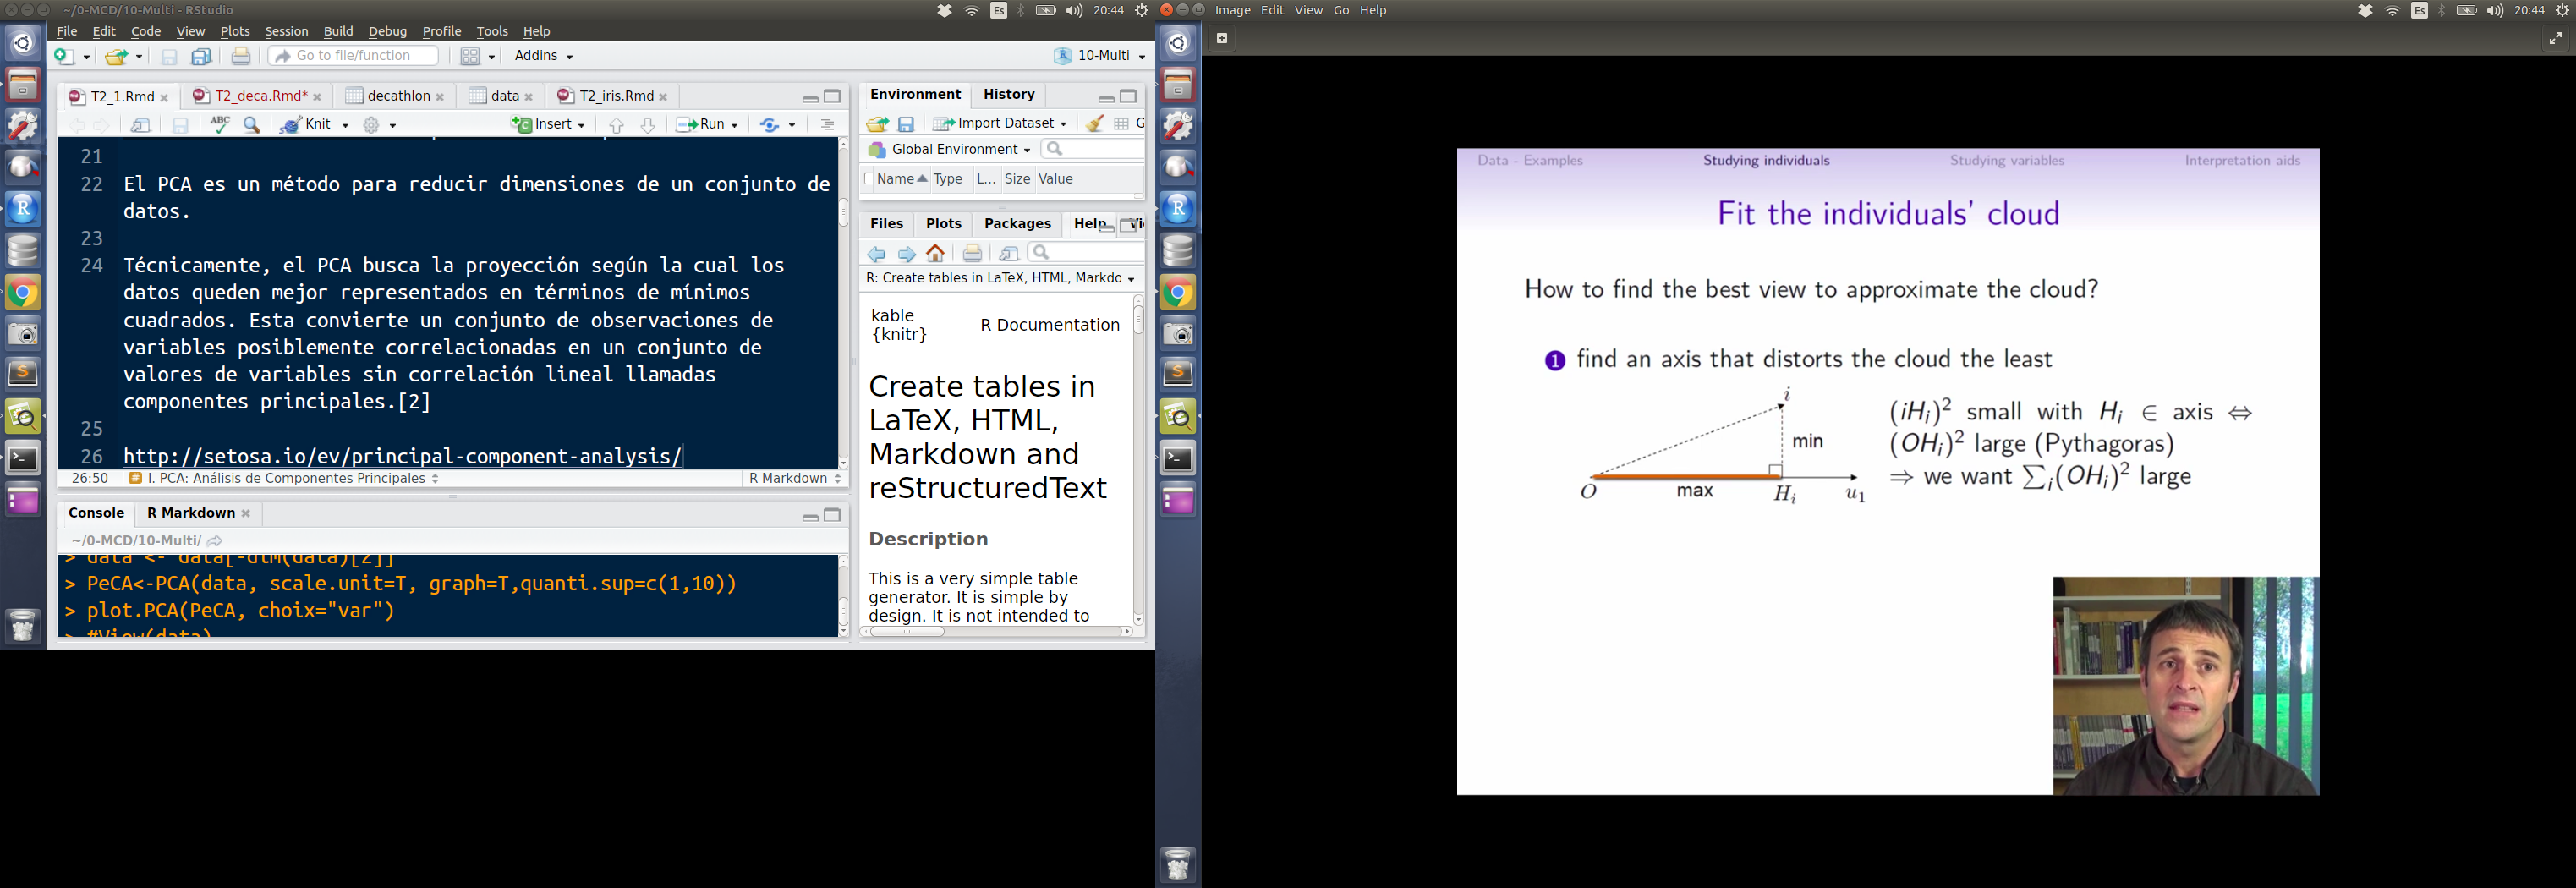 ~/0-MCD/10-Multi - RStudio
Es
20:44
File Edit Code View Plots Session Build Debug Profile Tools Help
Go to file/function
Addins
10-Multi
T2_1.Rmd
T2_deca.Rmd*
decathlon
data
T2_iris.Rmd
ABC
Knit
Insert
Run
21
22 El PCA es un método para reducir dimensiones de un conjunto de
datos.
23
24 Técnicamente, el PCA busca la proyección según la cual los
datos queden mejor representados en términos de mínimos
cuadrados. Esta convierte un conjunto de observaciones de
variables posiblemente correlacionadas en un conjunto de
valores de variables sin correlación lineal llamadas
componentes principales.[2]
25
26 http://setosa.io/ev/principal-component-analysis/
26:50
# I. PCA: Análisis de Componentes Principales
R Markdown
Console
R Markdown
~/0-MCD/10-Multi/
> data <- data[-dim(data)[2]]
> PeCA<-PCA(data, scale.unit=T, graph=T,quanti.sup=c(1,10))
> plot.PCA(PeCA, choix="var")
> #View(data)
Environment
History
Import Dataset
G
Global Environment
Name Type L... Size Value
Files Plots Packages Help Vi
R: Create tables in LaTeX, HTML, Markdo
kable
{knitr}
R Documentation
Create tables in
LaTeX, HTML,
Markdown and
reStructuredText
Description
This is a very simple table
generator. It is simple by
design. It is not intended to
Image Edit View Go Help
Es
20:44
Data - Examples
Studying individuals
Studying variables
Interpretation aids
Fit the individuals' cloud
How to find the best view to approximate the cloud?
1 find an axis that distorts the cloud the least
i
min
O
max
H_i
u_1
(iH_i)² small with H_i ∈ axis ⇔
(OH_i)² large (Pythagoras)
⇒ we want ∑_i(OH_i)² large